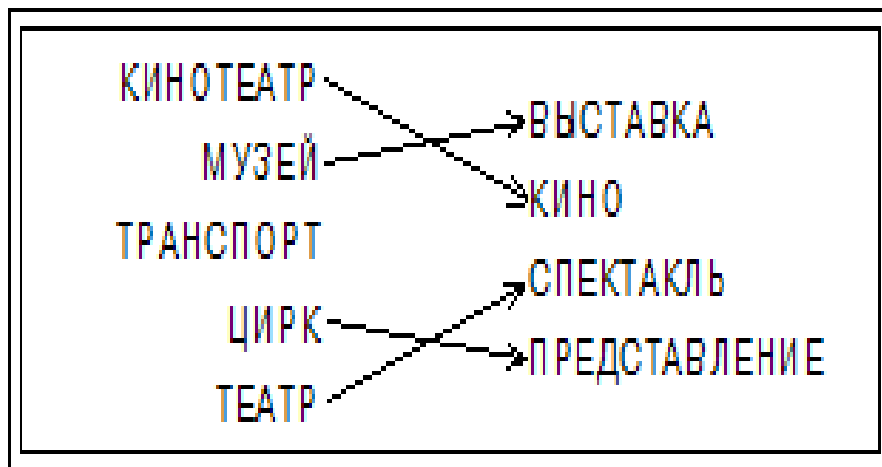 КИНОТЕАТР
МУЗЕЙ
ТРАНСПОРТ
ЦИРК
ТЕАТР
ВЫСТАВКА
КИНО
СПЕКТАКЛЬ
ПРЕДСТАВЛЕНИЕ